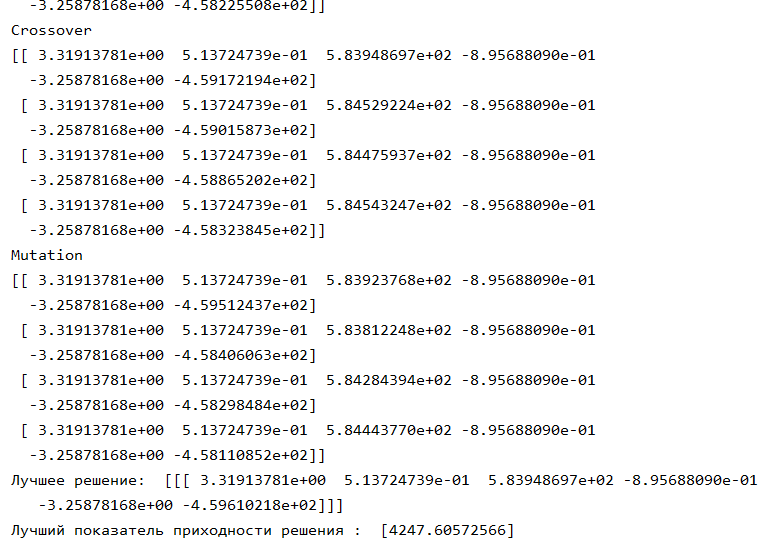 -3.25878168e+00 -4.58225508e+02]]
Crossover
[[ 3.31913781e+00  5.13724739e-01  5.83948697e+02 -8.95688090e-01
-3.25878168e+00 -4.59172194e+02]
[ 3.31913781e+00  5.13724739e-01  5.84529224e+02 -8.95688090e-01
-3.25878168e+00 -4.59015873e+02]
[ 3.31913781e+00  5.13724739e-01  5.84475937e+02 -8.95688090e-01
-3.25878168e+00 -4.58865202e+02]
[ 3.31913781e+00  5.13724739e-01  5.84543247e+02 -8.95688090e-01
-3.25878168e+00 -4.58323845e+02]]
Mutation
[[ 3.31913781e+00  5.13724739e-01  5.83923768e+02 -8.95688090e-01
-3.25878168e+00 -4.59512437e+02]
[ 3.31913781e+00  5.13724739e-01  5.83812248e+02 -8.95688090e-01
-3.25878168e+00 -4.58406063e+02]
[ 3.31913781e+00  5.13724739e-01  5.84284394e+02 -8.95688090e-01
-3.25878168e+00 -4.58298484e+02]
[ 3.31913781e+00  5.13724739e-01  5.84443770e+02 -8.95688090e-01
-3.25878168e+00 -4.58110852e+02]]
Лучшее решение:  [[[ 3.31913781e+00  5.13724739e-01  5.83948697e+02 -8.95688090e-01
-3.25878168e+00 -4.59610218e+02]]]
Лучший показатель приходности решения :  [4247.60572566]